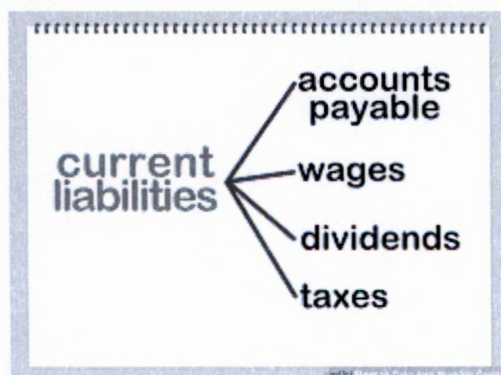 current
liabilities
accounts
payable
wages
dividends
taxes